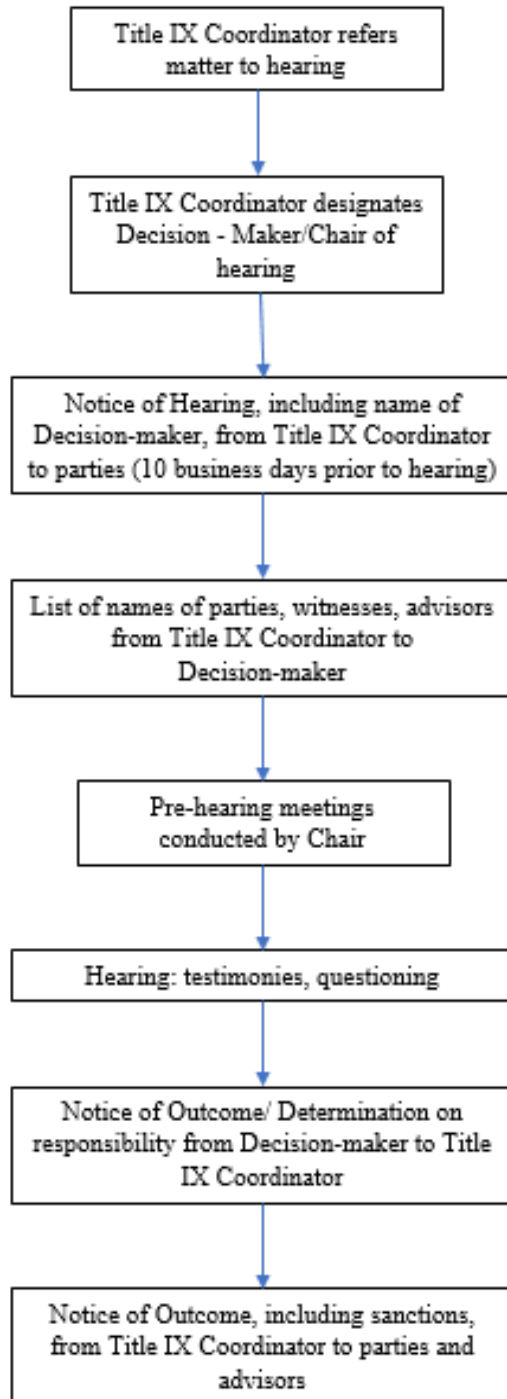 Title IX Coordinator refers
matter to hearing
Title IX Coordinator designates
Decision - Maker/Chair of
hearing
Notice of Hearing, including name of
Decision-maker, from Title IX Coordinator
to parties (10 business days prior to hearing)
List of names of parties, witnesses, advisors
from Title IX Coordinator to
Decision-maker
Pre-hearing meetings
conducted by Chair
Hearing: testimonies, questioning
Notice of Outcome/ Determination on
responsibility from Decision-maker to Title
IX Coordinator
Notice of Outcome, including sanctions,
from Title IX Coordinator to parties and
advisors